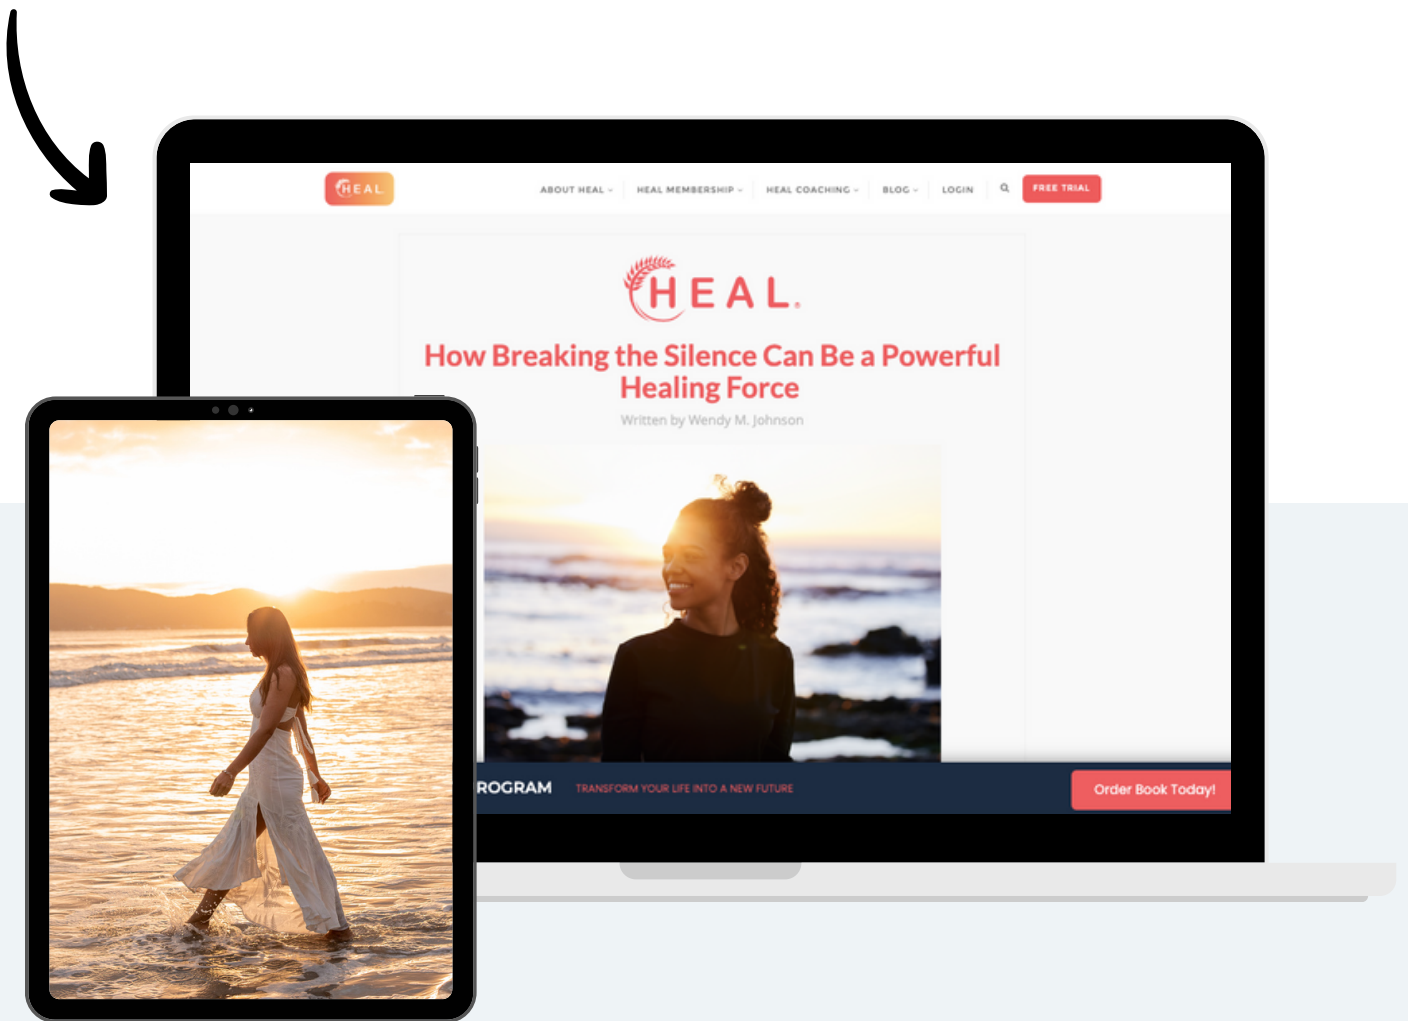 HEAL
ABOUT HEAL
HEAL MEMBERSHIP
HEAL COACHING
BLOG
LOGIN
FREE TRIAL
HEAL®
How Breaking the Silence Can Be a Powerful
Healing Force
Written by Wendy M. Johnson
ROGRAM
TRANSFORM YOUR LIFE INTO A NEW FUTURE
Order Book Today!